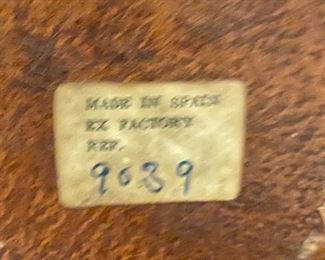 MADE IN SPAIN
EX FACTORY
REF.
9039